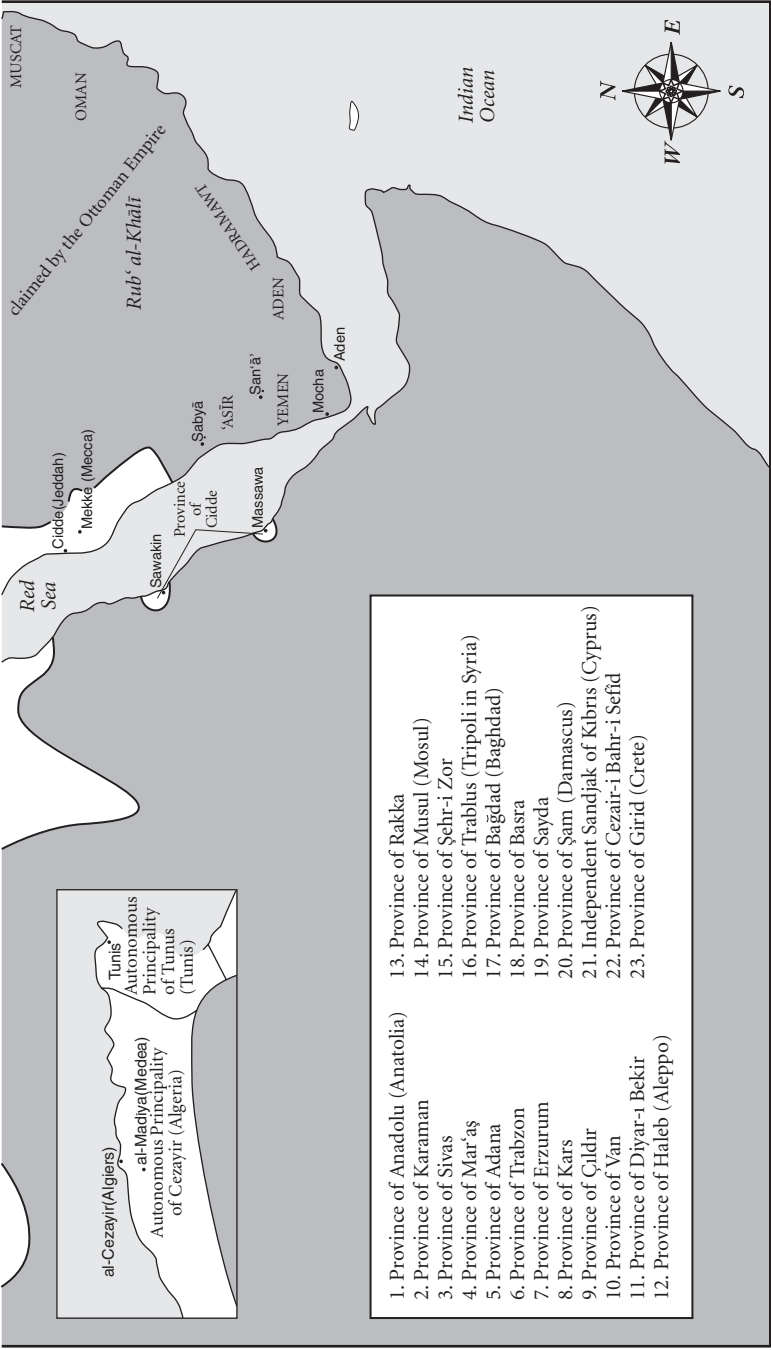 MUSCAT
OMAN
claimed by the Ottoman Empire
Rubʿ al-Khālī
HADRAMAWT
ADEN
Indian
Ocean
N
E
S
W
Red
Sea
Cidde(Jeddah)
Mekke (Mecca)
Ṣabyā
ʿASĪR
Ṣanʿāʾ
YEMEN
Mocha
Aden
Sawakin
Province
of
Cidde
Massawa
al-Cezayir(Algiers)
al-Madiya(Medea)
Autonomous Principality
of Cezayir (Algeria)
Tunis
Autonomous
Principality
of Tunus
(Tunis)
1. Province of Anadolu (Anatolia)
2. Province of Karaman
3. Province of Sivas
4. Province of Marʿaş
5. Province of Adana
6. Province of Trabzon
7. Province of Erzurum
8. Province of Kars
9. Province of Çıldır
10. Province of Van
11. Province of Diyar-ı Bekir
12. Province of Haleb (Aleppo)
13. Province of Rakka
14. Province of Musul (Mosul)
15. Province of Şehr-i Zor
16. Province of Trablus (Tripoli in Syria)
17. Province of Bağdad (Baghdad)
18. Province of Basra
19. Province of Sayda
20. Province of Şam (Damascus)
21. Independent Sandjak of Kıbrıs (Cyprus)
22. Province of Cezair-i Bahr-i Sefîd
23. Province of Girid (Crete)